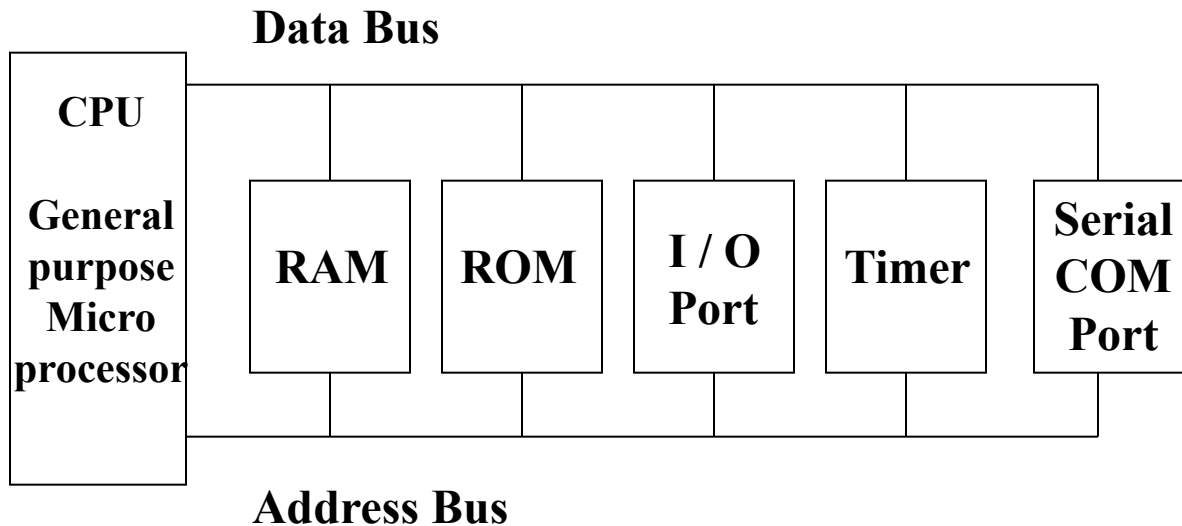 Data Bus
CPU
General
purpose
Micro
processor
RAM
ROM
I / O
Port
Timer
Serial
COM
Port
Address Bus